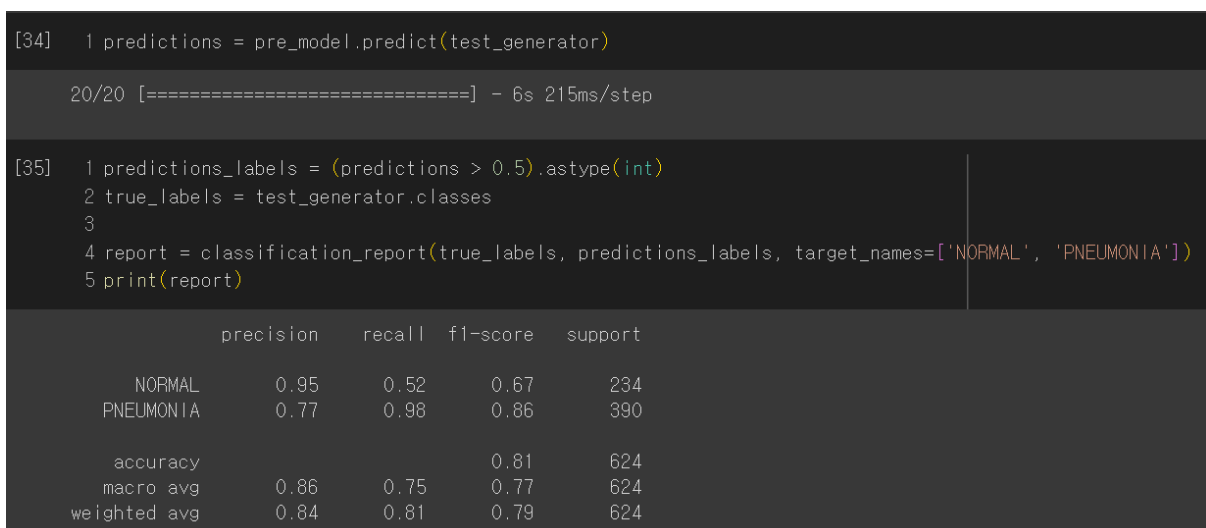 [34] 1 predictions = pre_model.predict(test_generator)
20/20 [==============================] - 6s 215ms/step
[35] 1 predictions_labels = (predictions > 0.5).astype(int)
2 true_labels = test_generator.classes
3
4 report = classification_report(true_labels, predictions_labels, target_names=['NORMAL', 'PNEUMONIA'])
5 print(report)
precision recall f1-score support
NORMAL 0.95 0.52 0.67 234
PNEUMONIA 0.77 0.98 0.86 390
accuracy 0.81 624
macro avg 0.86 0.75 0.77 624
weighted avg 0.84 0.81 0.79 624